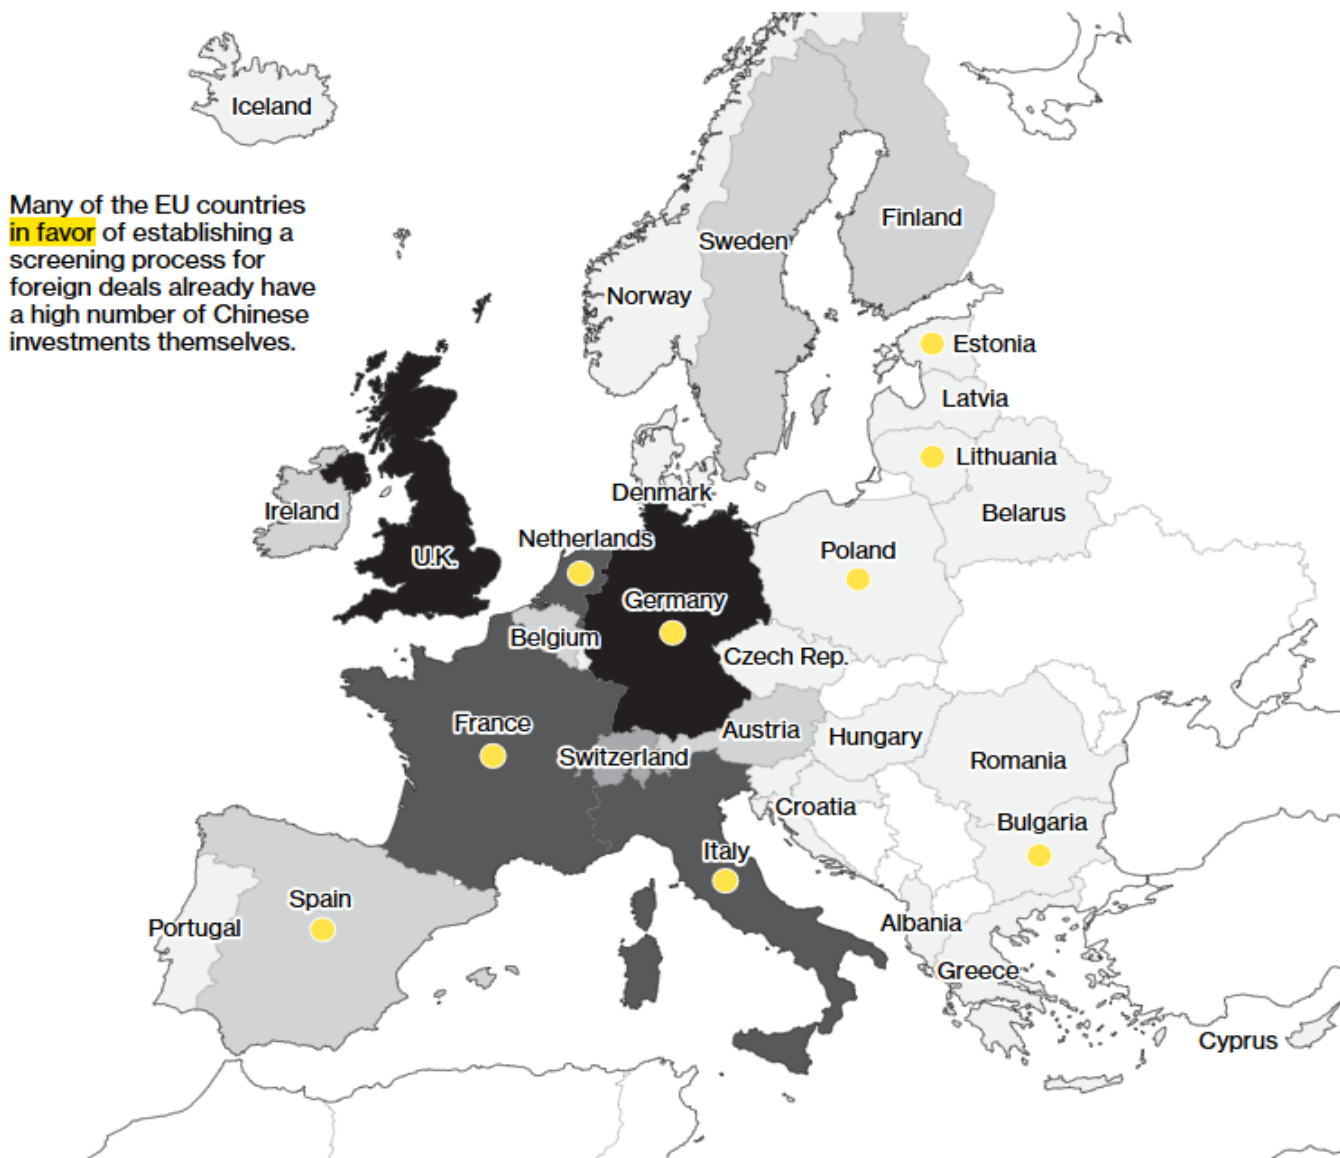 Iceland
Many of the EU countries
in favor of establishing a
screening process for
foreign deals already have
a high number of Chinese
investments themselves.
Finland
Sweden
Norway
Estonia
Latvia
Lithuania
Denmark
Ireland
Belarus
Netherlands
Poland
U.K.
Germany
Belgium
Czech Rep.
France
Austria
Hungary
Switzerland
Romania
Croatia
Bulgaria
Italy
Spain
Portugal
Albania
Greece
Cyprus